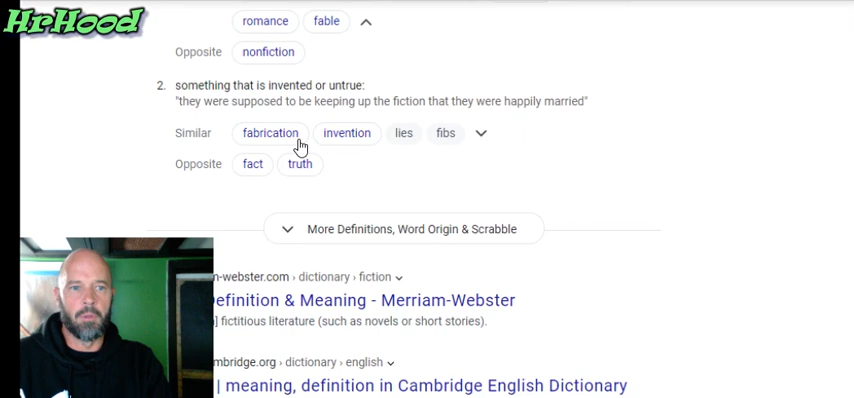 HrHood
romance fable
Opposite nonfiction
2. something that is invented or untrue:
"they were supposed to be keeping up the fiction that they were happily married"
Similar fabrication invention lies fibs
Opposite fact truth
More Definitions, Word Origin & Scrabble
m-webster.com › dictionary › fiction
efinition & Meaning - Merriam-Webster
] fictitious literature (such as novels or short stories).
mbridge.org › dictionary › english
| meaning, definition in Cambridge English Dictionary